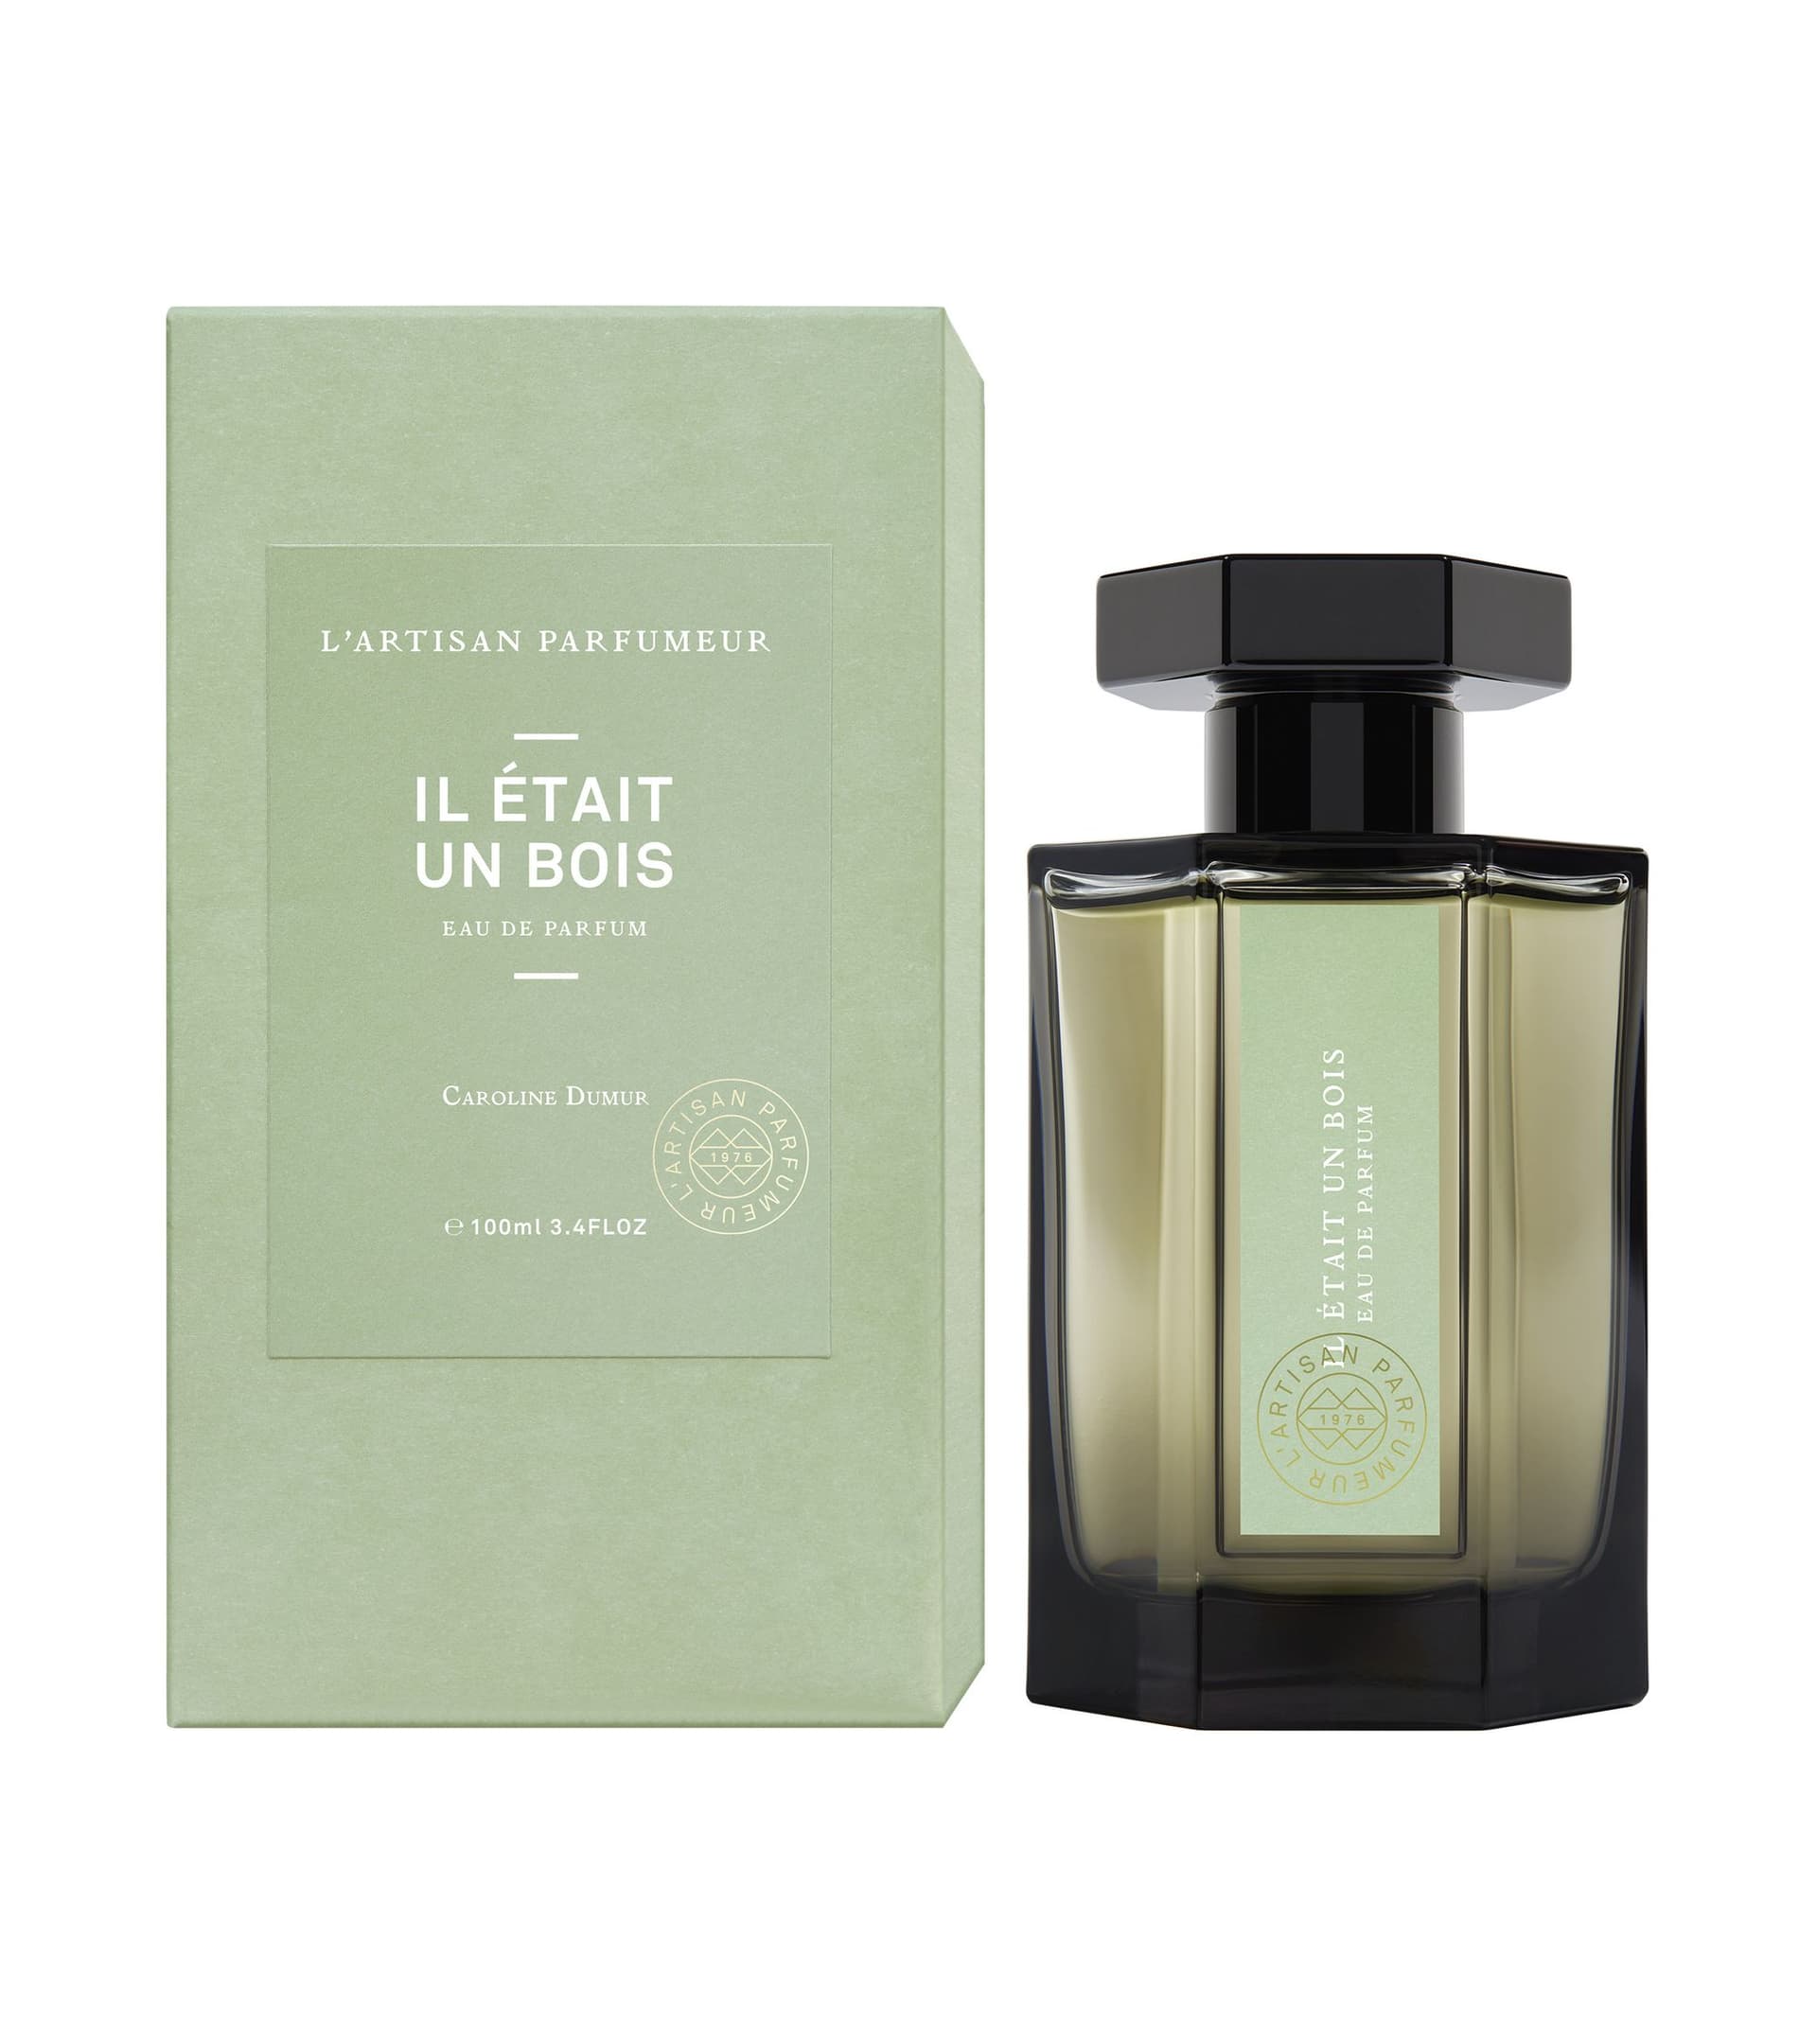 L'ARTISAN PARFUMEUR
IL ÉTAIT
UN BOIS
EAU DE PARFUM
CAROLINE DUMUR
L'ARTISAN PARFUMEUR
1976
℮ 100ml 3.4FLOZ
IL ÉTAIT UN BOIS
EAU DE PARFUM
L'ARTISAN PARFUMEUR
1976